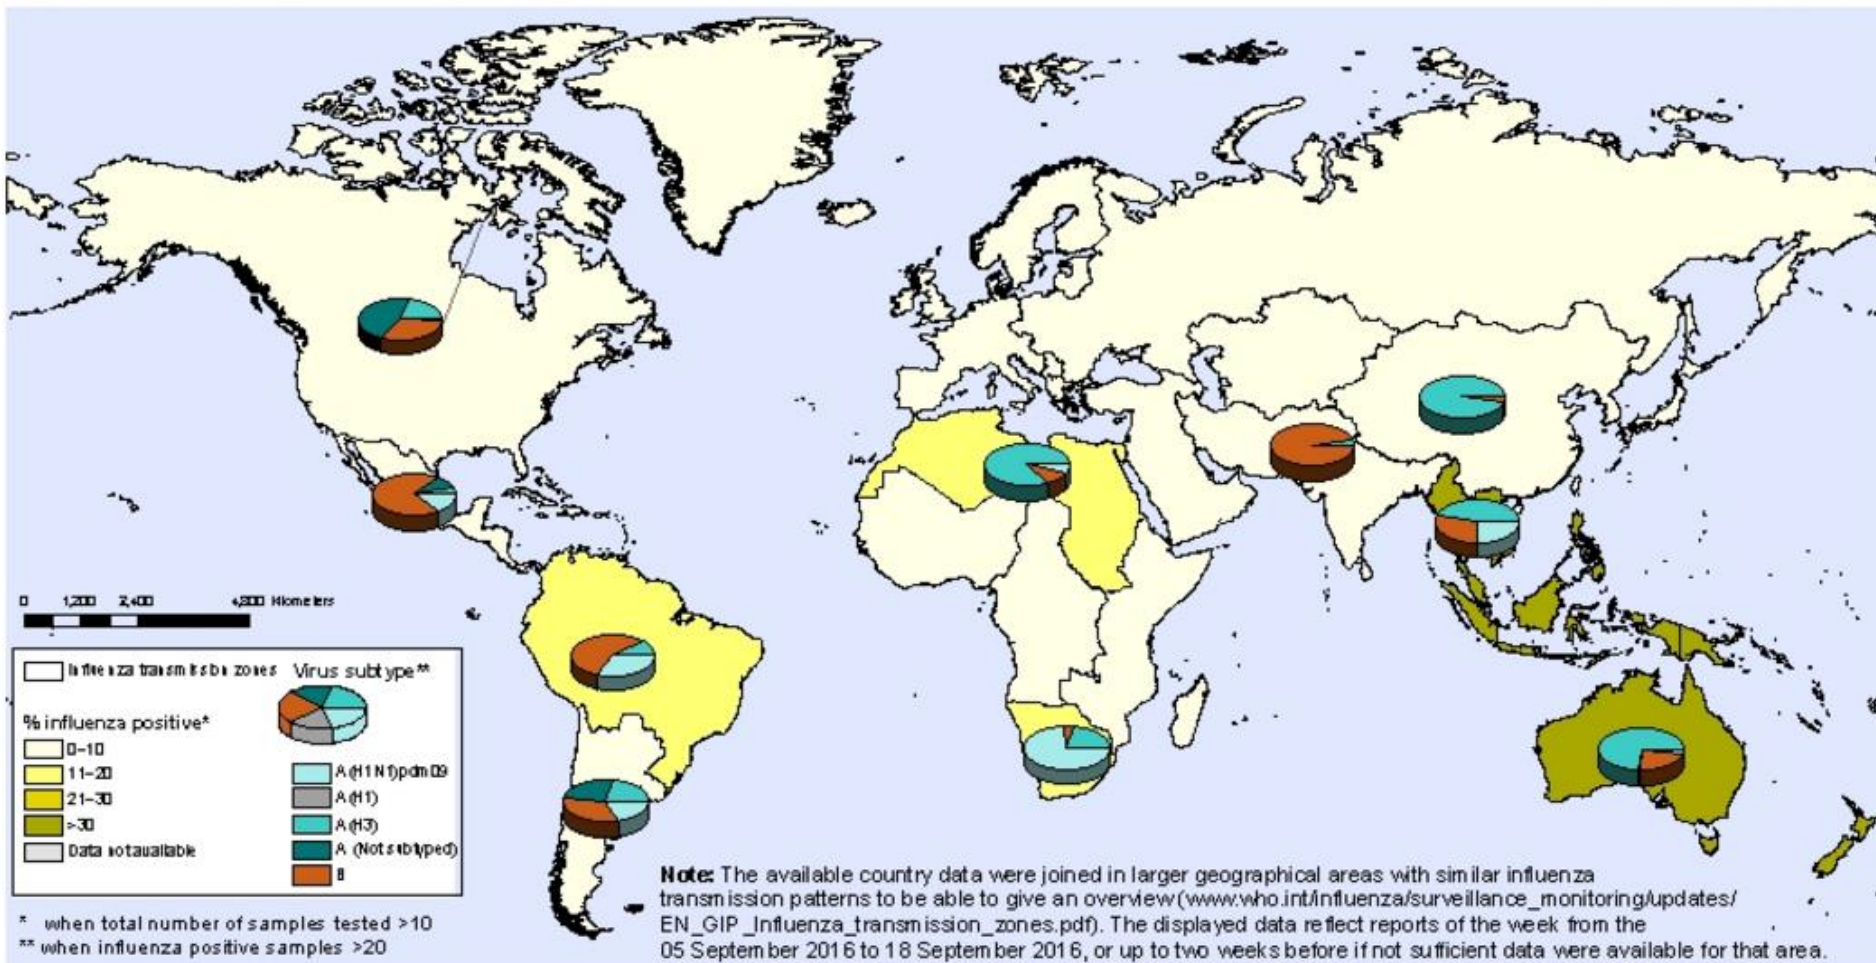 0 1,200 2,400 4,800 Kilometers
Influenza transmission zones
Virus subtype**
% influenza positive*
0-10
11-20
21-30
>30
Data not available
A(H1N1)pdm09
A(H1)
A(H3)
A (Not subtyped)
B
* when total number of samples tested >10
** when influenza positive samples >20
Note: The available country data were joined in larger geographical areas with similar influenza
transmission patterns to be able to give an overview (www.who.int/influenza/surveillance_monitoring/updates/
EN_GIP_Influenza_transmission_zones.pdf). The displayed data reflect reports of the week from the
05 September 2016 to 18 September 2016, or up to two weeks before if not sufficient data were available for that area.